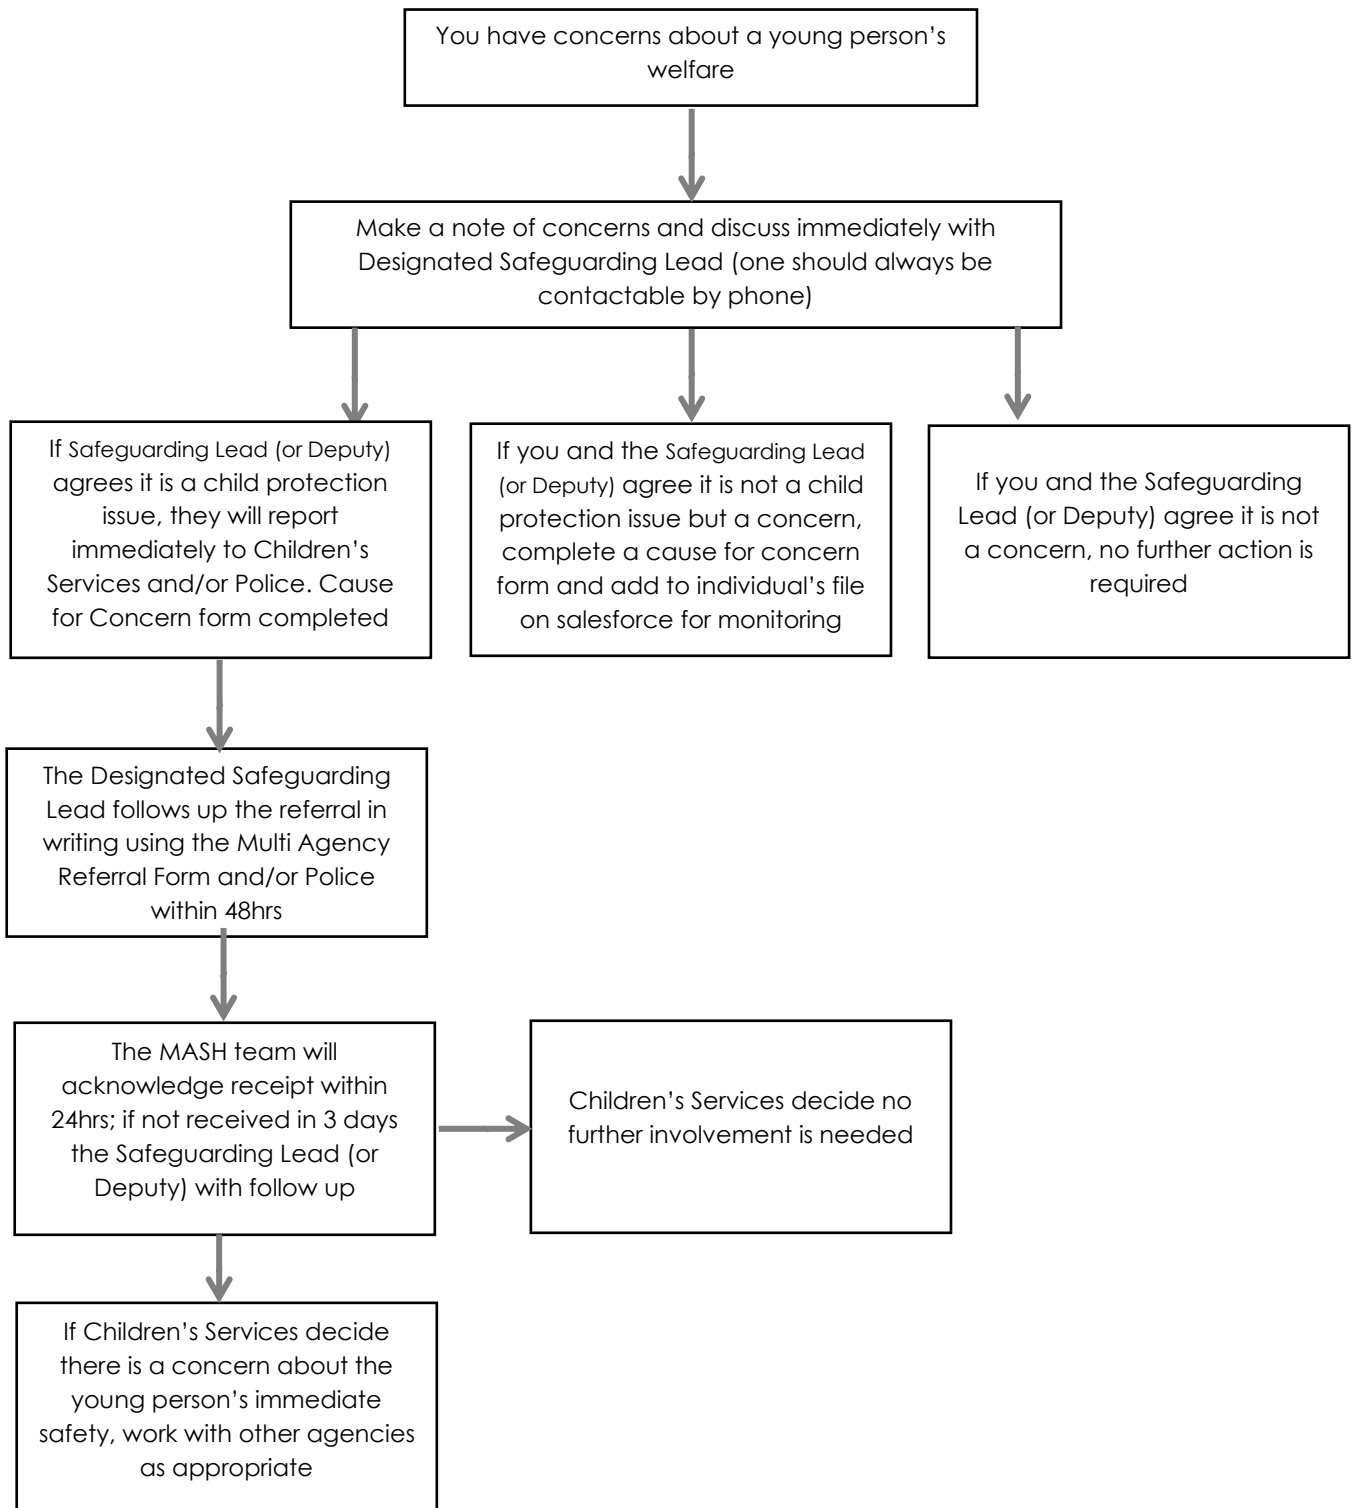 You have concerns about a young person’s
welfare
Make a note of concerns and discuss immediately with
Designated Safeguarding Lead (one should always be
contactable by phone)
If Safeguarding Lead (or Deputy)
agrees it is a child protection
issue, they will report
immediately to Children’s
Services and/or Police. Cause
for Concern form completed
If you and the Safeguarding Lead
(or Deputy) agree it is not a child
protection issue but a concern,
complete a cause for concern
form and add to individual’s file
on salesforce for monitoring
If you and the Safeguarding
Lead (or Deputy) agree it is not
a concern, no further action is
required
The Designated Safeguarding
Lead follows up the referral in
writing using the Multi Agency
Referral Form and/or Police
within 48hrs
The MASH team will
acknowledge receipt within
24hrs; if not received in 3 days
the Safeguarding Lead (or
Deputy) with follow up
Children’s Services decide no
further involvement is needed
If Children’s Services decide
there is a concern about the
young person’s immediate
safety, work with other agencies
as appropriate